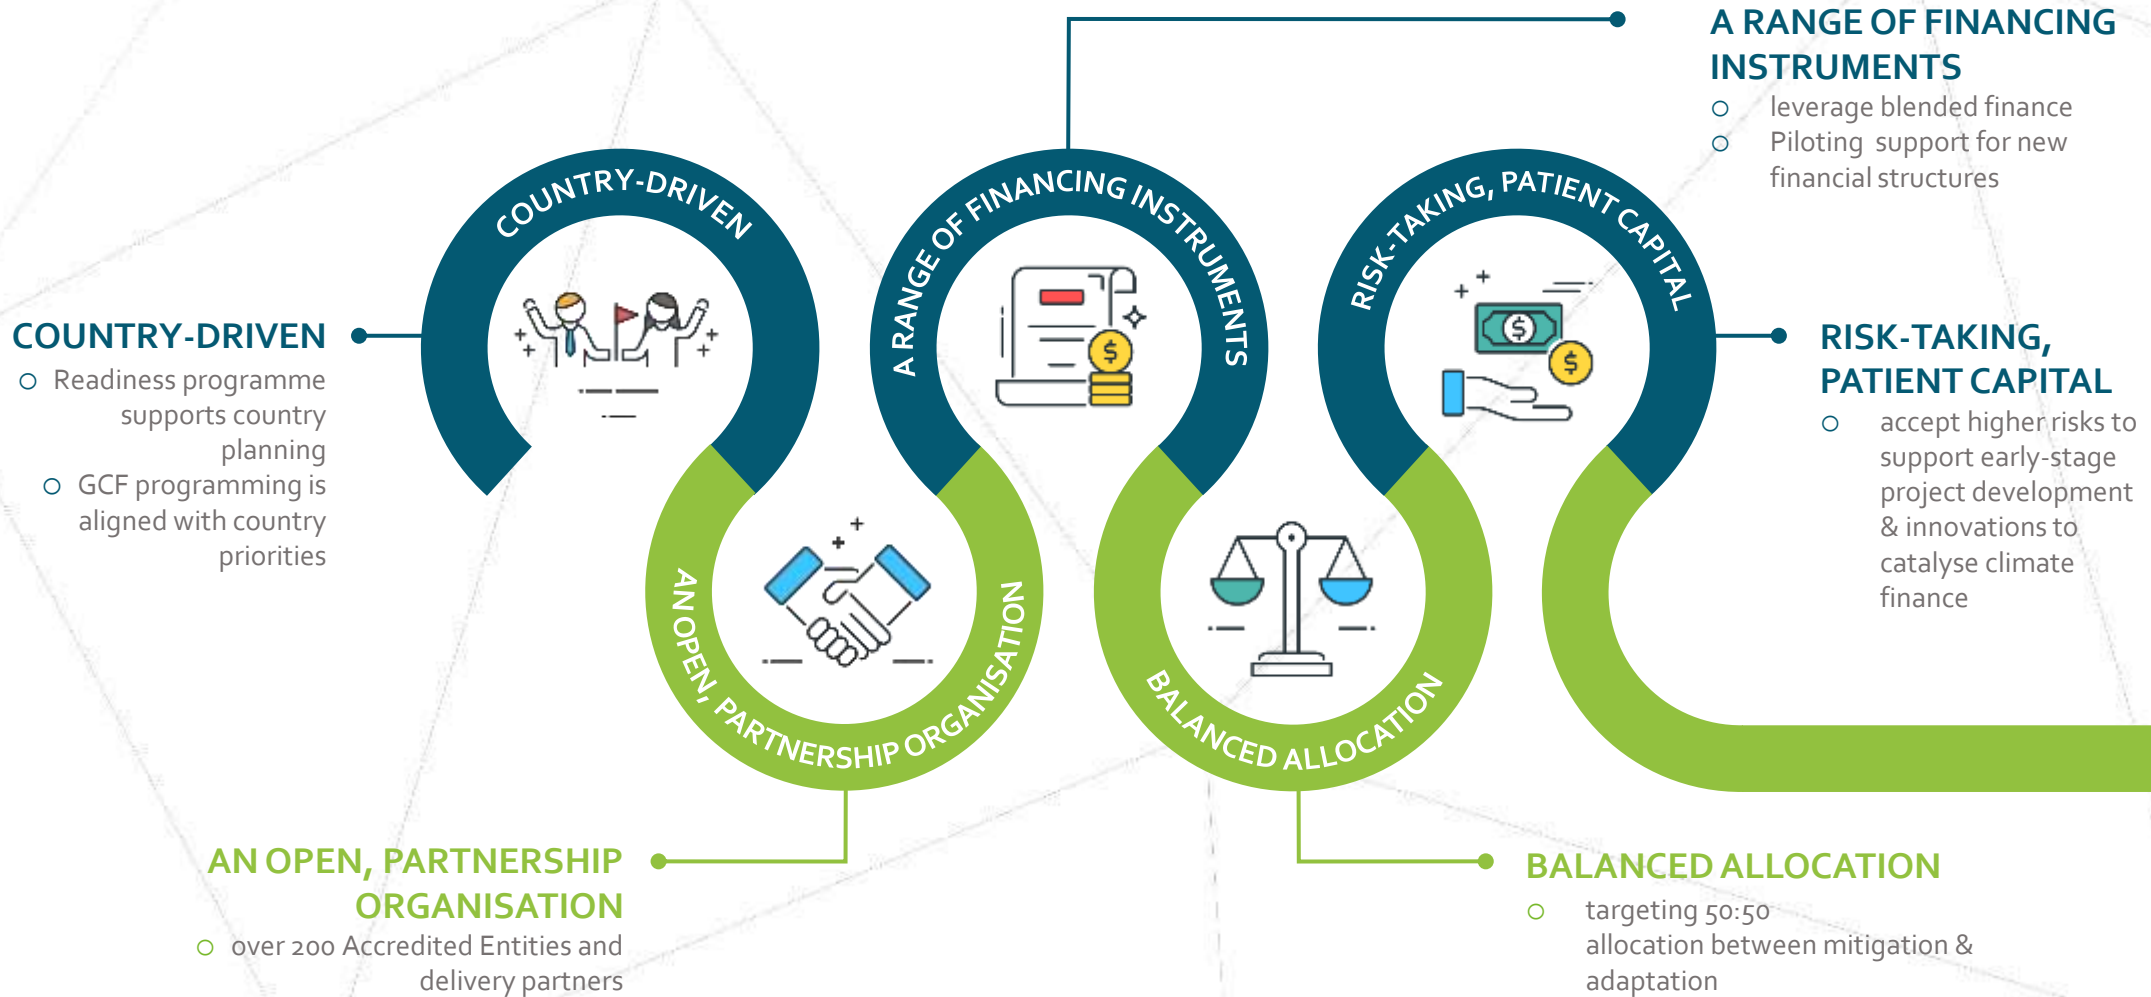 A RANGE OF FINANCING
INSTRUMENTS
leverage blended finance
Piloting support for new
financial structures
COUNTRY-DRIVEN
A RANGE OF FINANCING INSTRUMENTS
RISK-TAKING, PATIENT CAPITAL
COUNTRY-DRIVEN
Readiness programme
supports country
planning
GCF programming is
aligned with country
priorities
RISK-TAKING,
PATIENT CAPITAL
accept higher risks to
support early-stage
project development
& innovations to
catalyse climate
finance
AN OPEN, PARTNERSHIP ORGANISATION
BALANCED ALLOCATION
AN OPEN, PARTNERSHIP
ORGANISATION
over 200 Accredited Entities and
delivery partners
BALANCED ALLOCATION
targeting 50:50
allocation between mitigation &
adaptation